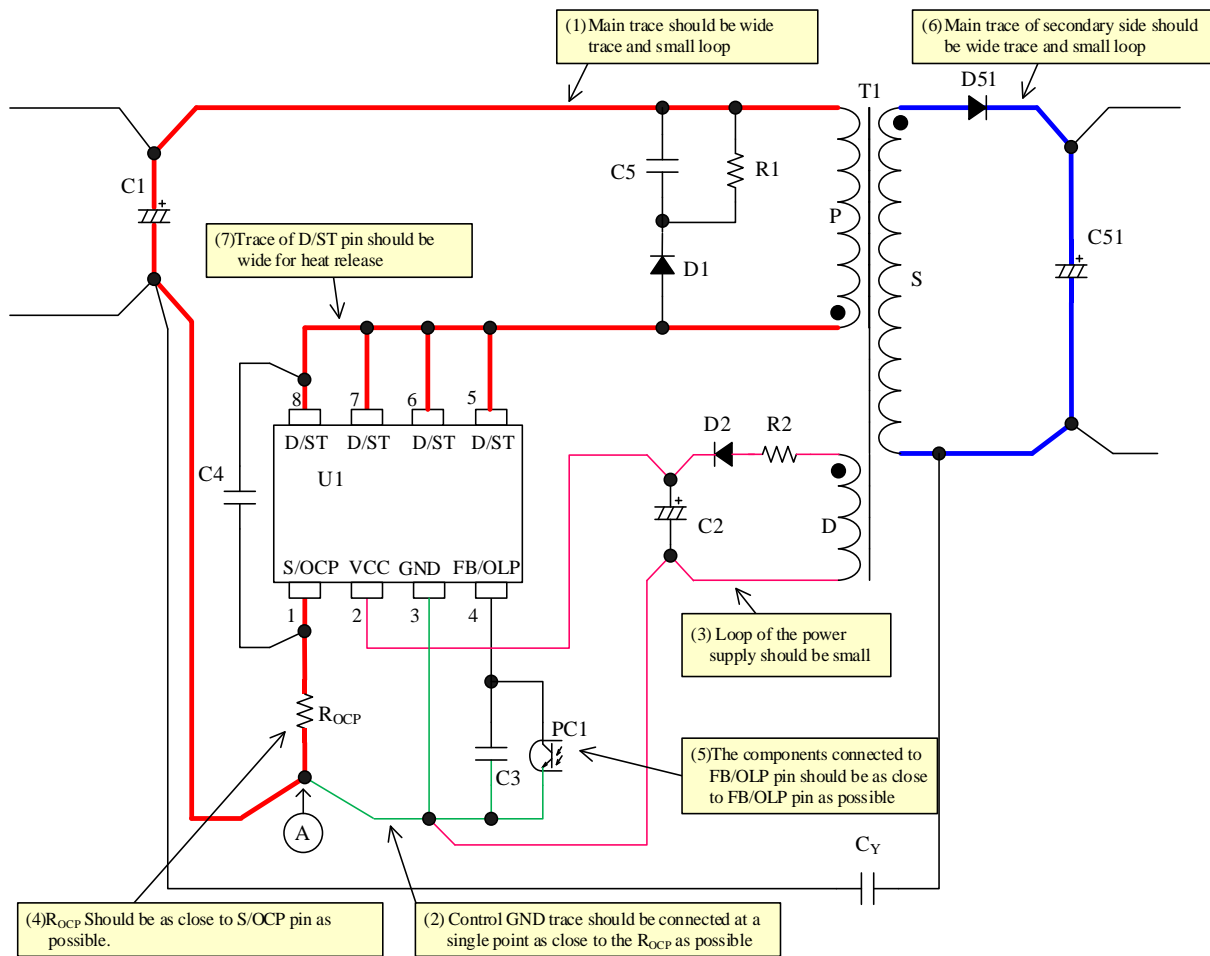 (1) Main trace should be wide
trace and small loop
(6) Main trace of secondary side should
be wide trace and small loop
D51
T1
C1
+
C5
R1
P
S
C51
+
(7)Trace of D/ST pin should be
wide for heat release
D1
8
7
6
5
D/ST
D/ST
D/ST
D/ST
D2
R2
C4
U1
C2
+
D
S/OCP
VCC
GND
FB/OLP
1
2
3
4
(3) Loop of the power
supply should be small
ROCP
PC1
C3
(5)The components connected to
FB/OLP pin should be as close
to FB/OLP pin as possible
A
CY
(4)ROCP Should be as close to S/OCP pin as
possible.
(2) Control GND trace should be connected at a
single point as close to the ROCP as possible